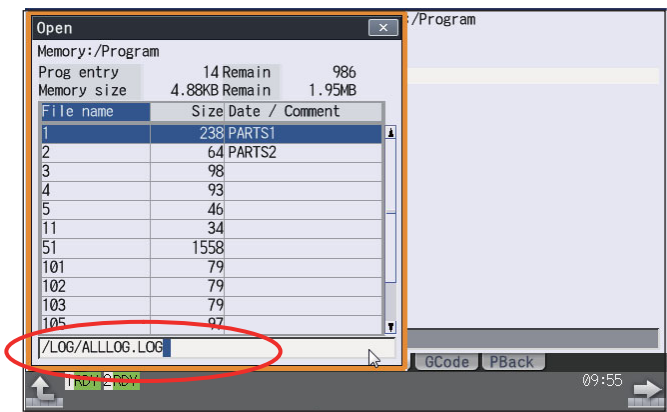 :/Program
Open
Memory:/Program
Prog entry 14 Remain 986
Memory size 4.88KB Remain 1.95MB
File name Size Date / Comment
1 238 PARTS1
2 64 PARTS2
3 98
4 93
5 46
11 34
51 1558
101 79
102 79
103 79
105 97
/LOG/ALLLOG.LOG
GCode PBack
1RDY 2RDY 09:55